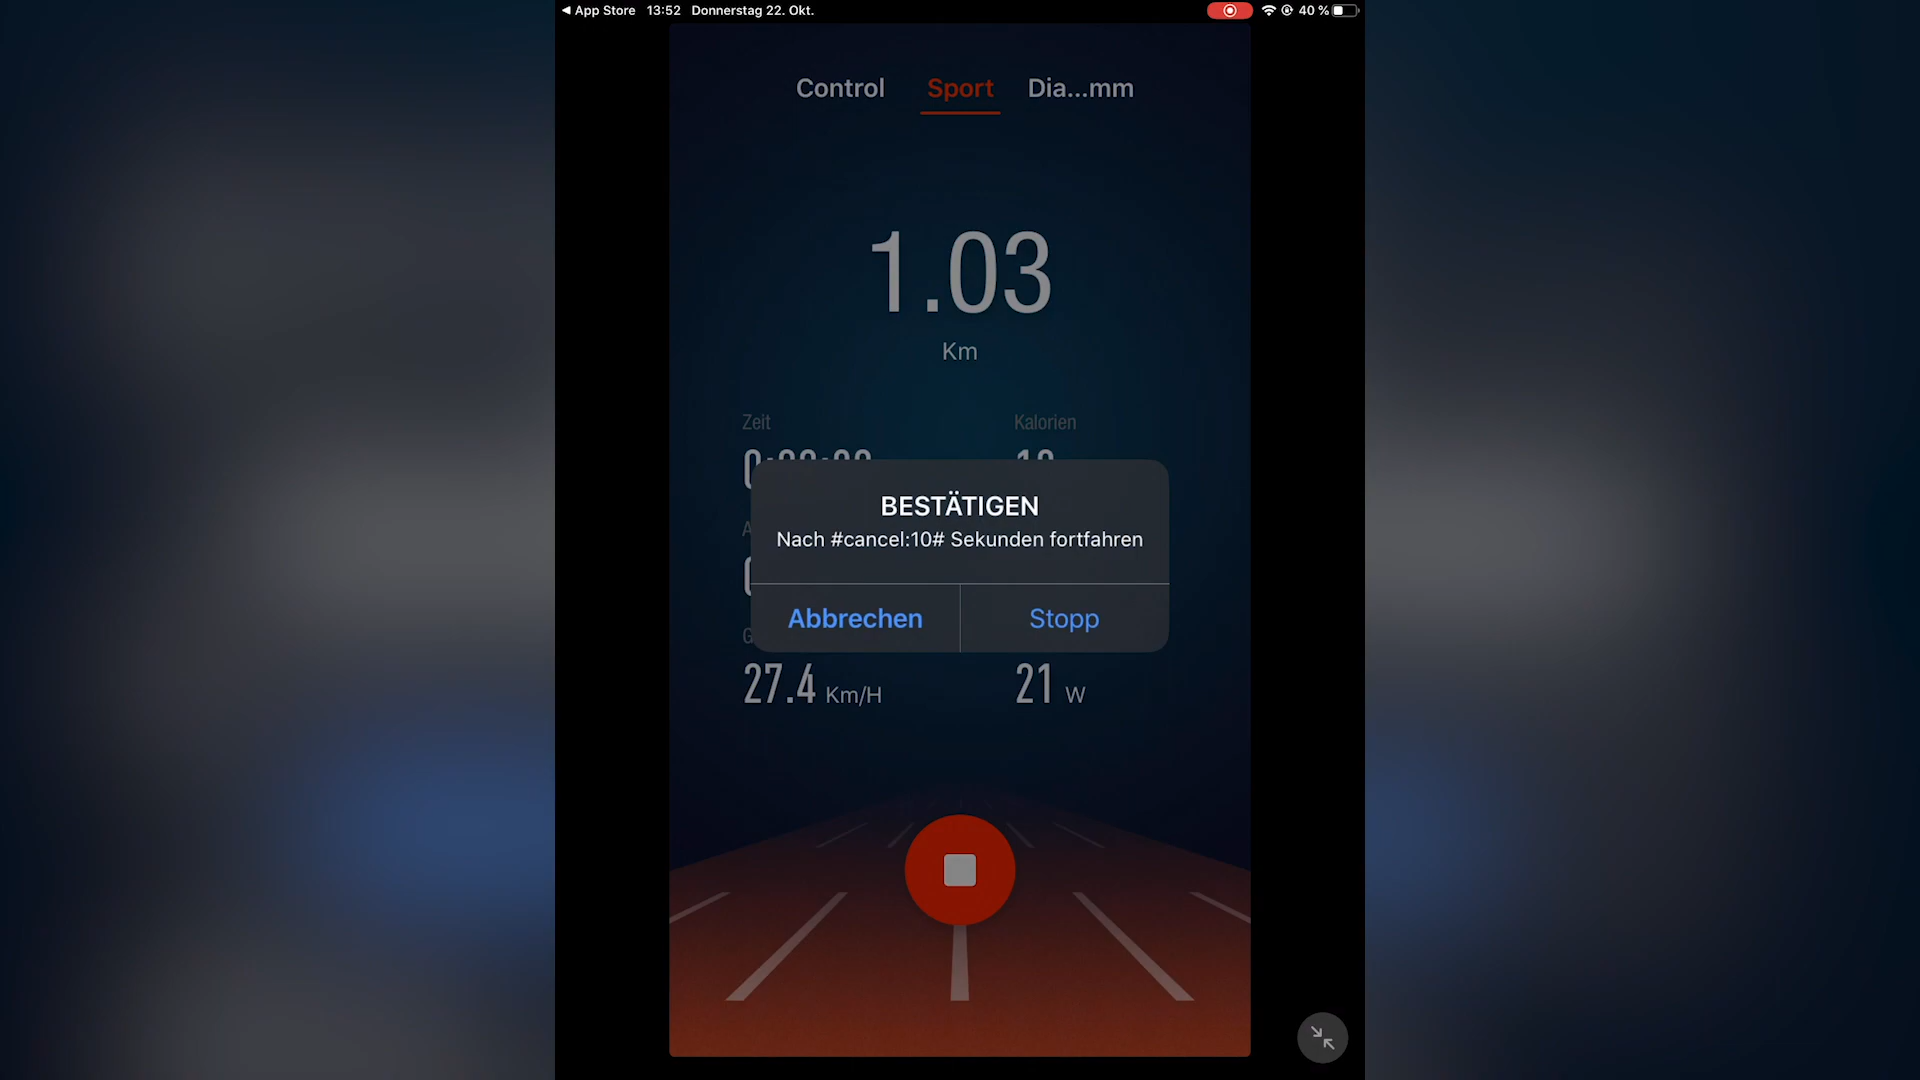 App Store 13:52 Donnerstag 22. Okt. 40 %
Control Sport Dia...mm
1.03
Km
Zeit Kalorien
BESTÄTIGEN
Nach #cancel:10# Sekunden fortfahren
Abbrechen Stopp
27.4 Km/H 21 W